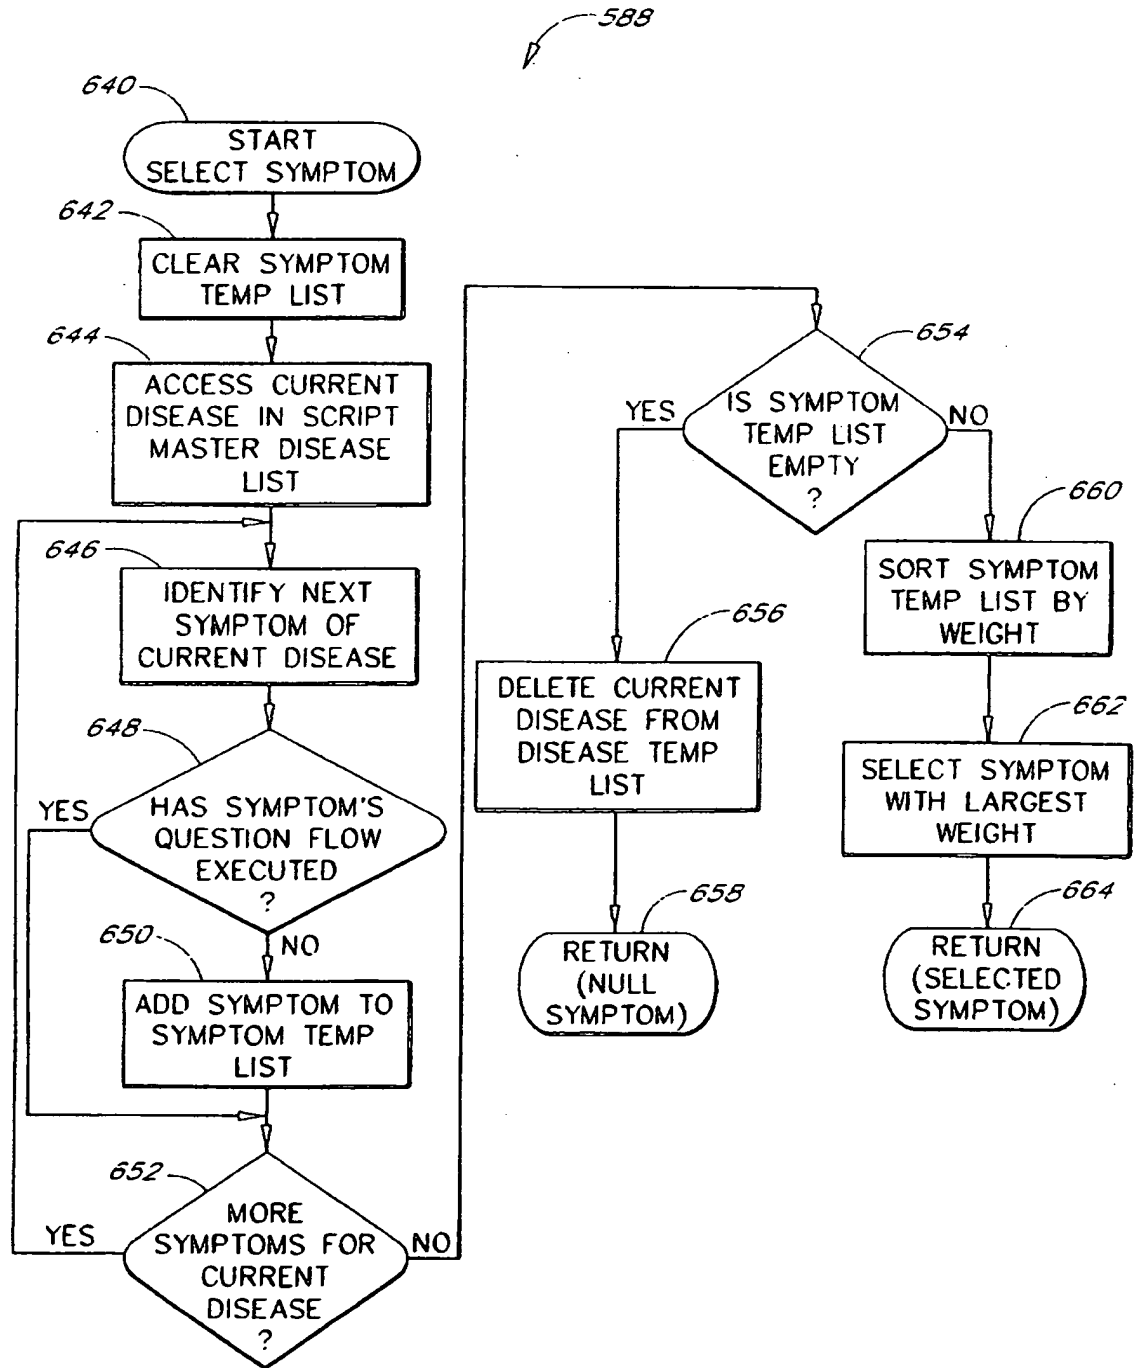 588
640
START
SELECT SYMPTOM
642
CLEAR SYMPTOM
TEMP LIST
644
ACCESS CURRENT
DISEASE IN SCRIPT
MASTER DISEASE
LIST
646
IDENTIFY NEXT
SYMPTOM OF
CURRENT DISEASE
648
YES
HAS SYMPTOM'S
QUESTION FLOW
EXECUTED
?
NO
650
ADD SYMPTOM TO
SYMPTOM TEMP
LIST
652
YES
MORE
SYMPTOMS FOR
CURRENT
DISEASE
?
NO
654
YES
IS SYMPTOM
TEMP LIST
EMPTY
?
NO
656
DELETE CURRENT
DISEASE FROM
DISEASE TEMP
LIST
658
RETURN
(NULL
SYMPTOM)
660
SORT SYMPTOM
TEMP LIST BY
WEIGHT
662
SELECT SYMPTOM
WITH LARGEST
WEIGHT
664
RETURN
(SELECTED
SYMPTOM)